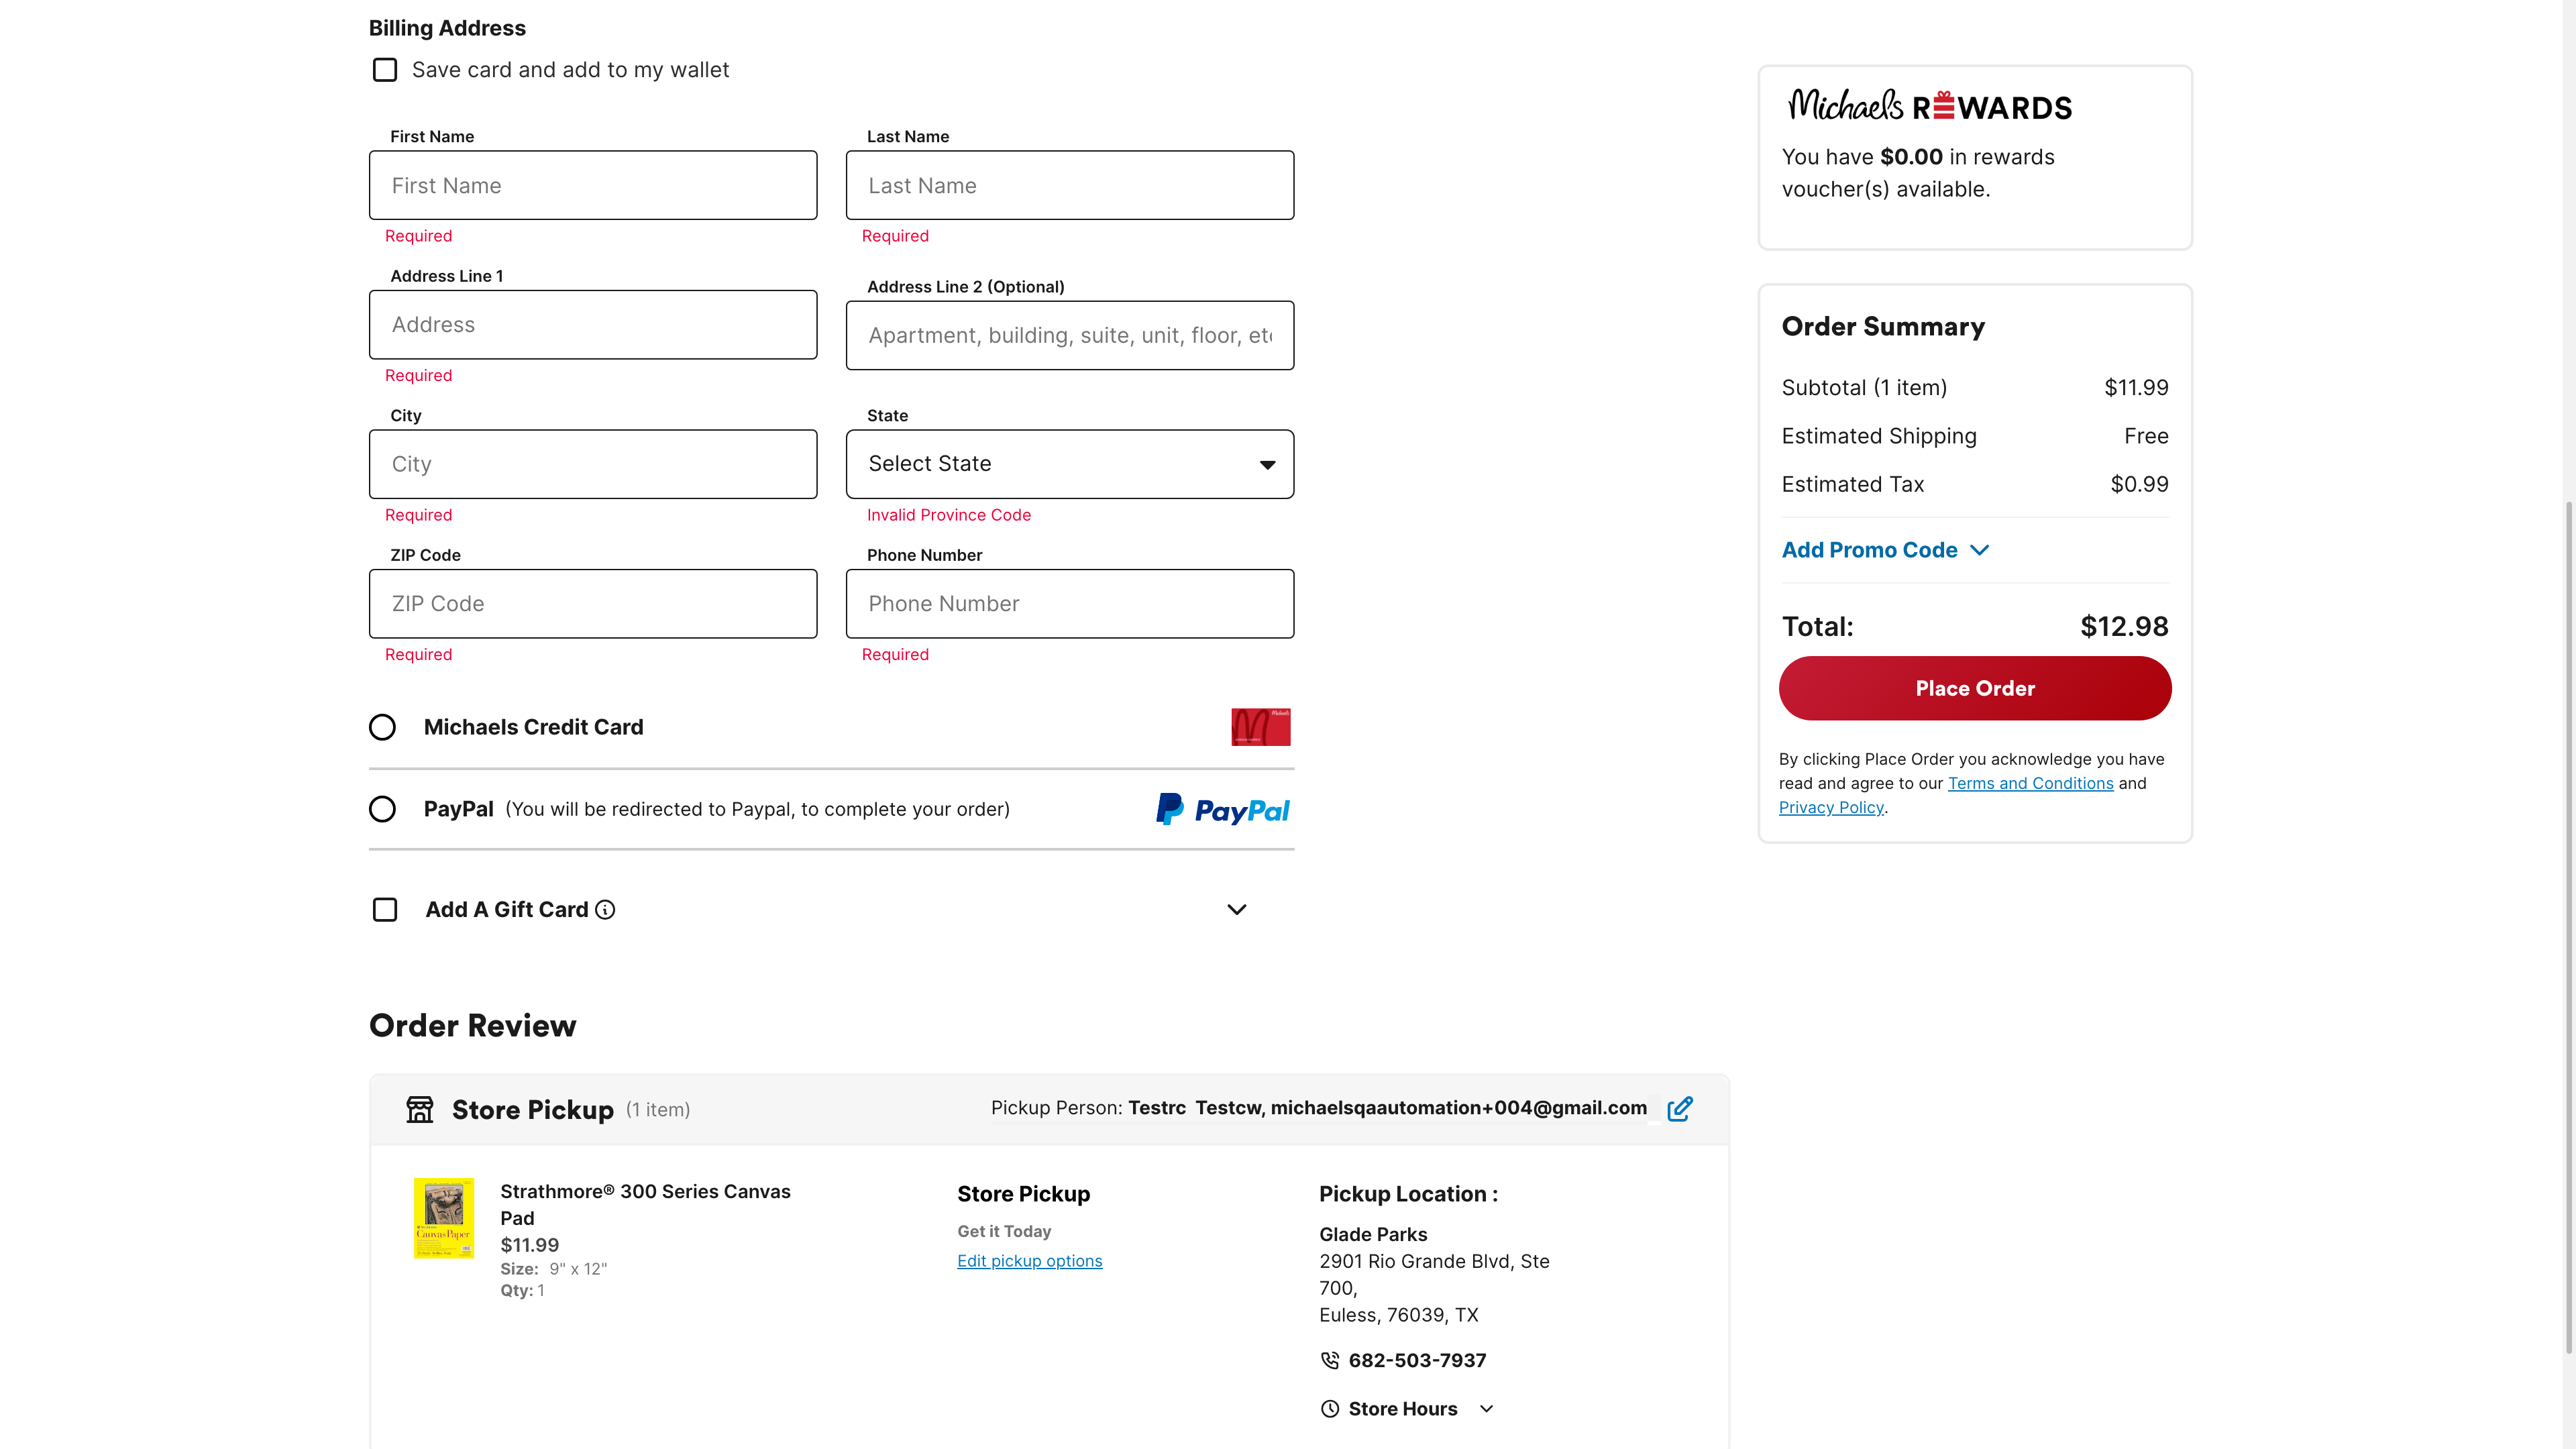 Billing Address
Save card and add to my wallet
First Name
Last Name
First Name
Last Name
Required
Required
Address Line 1
Address Line 2 (Optional)
Address
Apartment, building, suite, unit, floor, etc
Required
City
State
City
Select State
Required
Invalid Province Code
ZIP Code
Phone Number
ZIP Code
Phone Number
Required
Required
Michaels Credit Card
PayPal (You will be redirected to Paypal, to complete your order)
PayPal
Add A Gift Card
Michaels REWARDS
You have $0.00 in rewards
voucher(s) available.
Order Summary
Subtotal (1 item) $11.99
Estimated Shipping Free
Estimated Tax $0.99
Add Promo Code
Total: $12.98
Place Order
By clicking Place Order you acknowledge you have
read and agree to our Terms and Conditions and
Privacy Policy.
Order Review
Store Pickup (1 item)
Pickup Person: Testrc Testcw, michaelsqaautomation+004@gmail.com
Canvas Paper
Strathmore® 300 Series Canvas
Pad
$11.99
Size: 9" x 12"
Qty: 1
Store Pickup
Get it Today
Edit pickup options
Pickup Location :
Glade Parks
2901 Rio Grande Blvd, Ste
700,
Euless, 76039, TX
682-503-7937
Store Hours